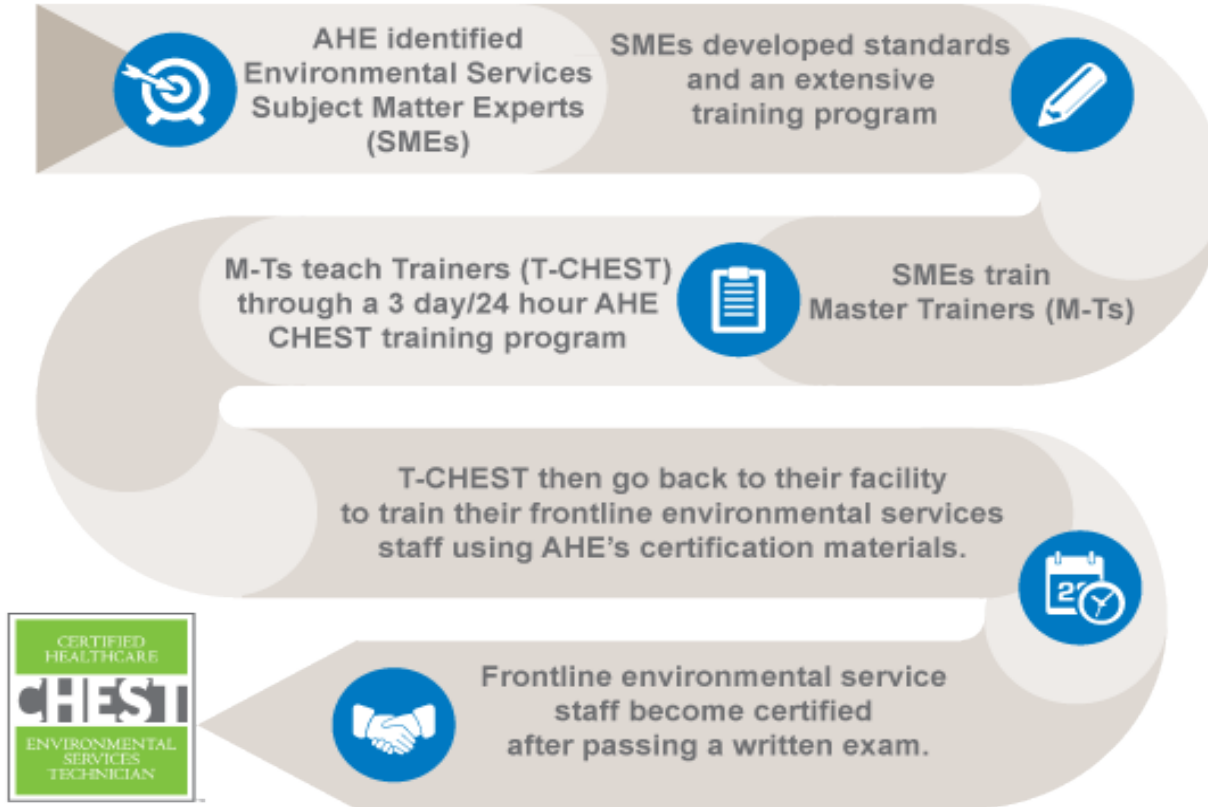 AHE identified
Environmental Services
Subject Matter Experts
(SMEs)
SMEs developed standards
and an extensive
training program
SMEs train
Master Trainers (M-Ts)
M-Ts teach Trainers (T-CHEST)
through a 3 day/24 hour AHE
CHEST training program
T-CHEST then go back to their facility
to train their frontline environmental services
staff using AHE’s certification materials.
Frontline environmental service
staff become certified
after passing a written exam.
CERTIFIED
HEALTHCARE
CHEST
ENVIRONMENTAL
SERVICES
TECHNICIAN